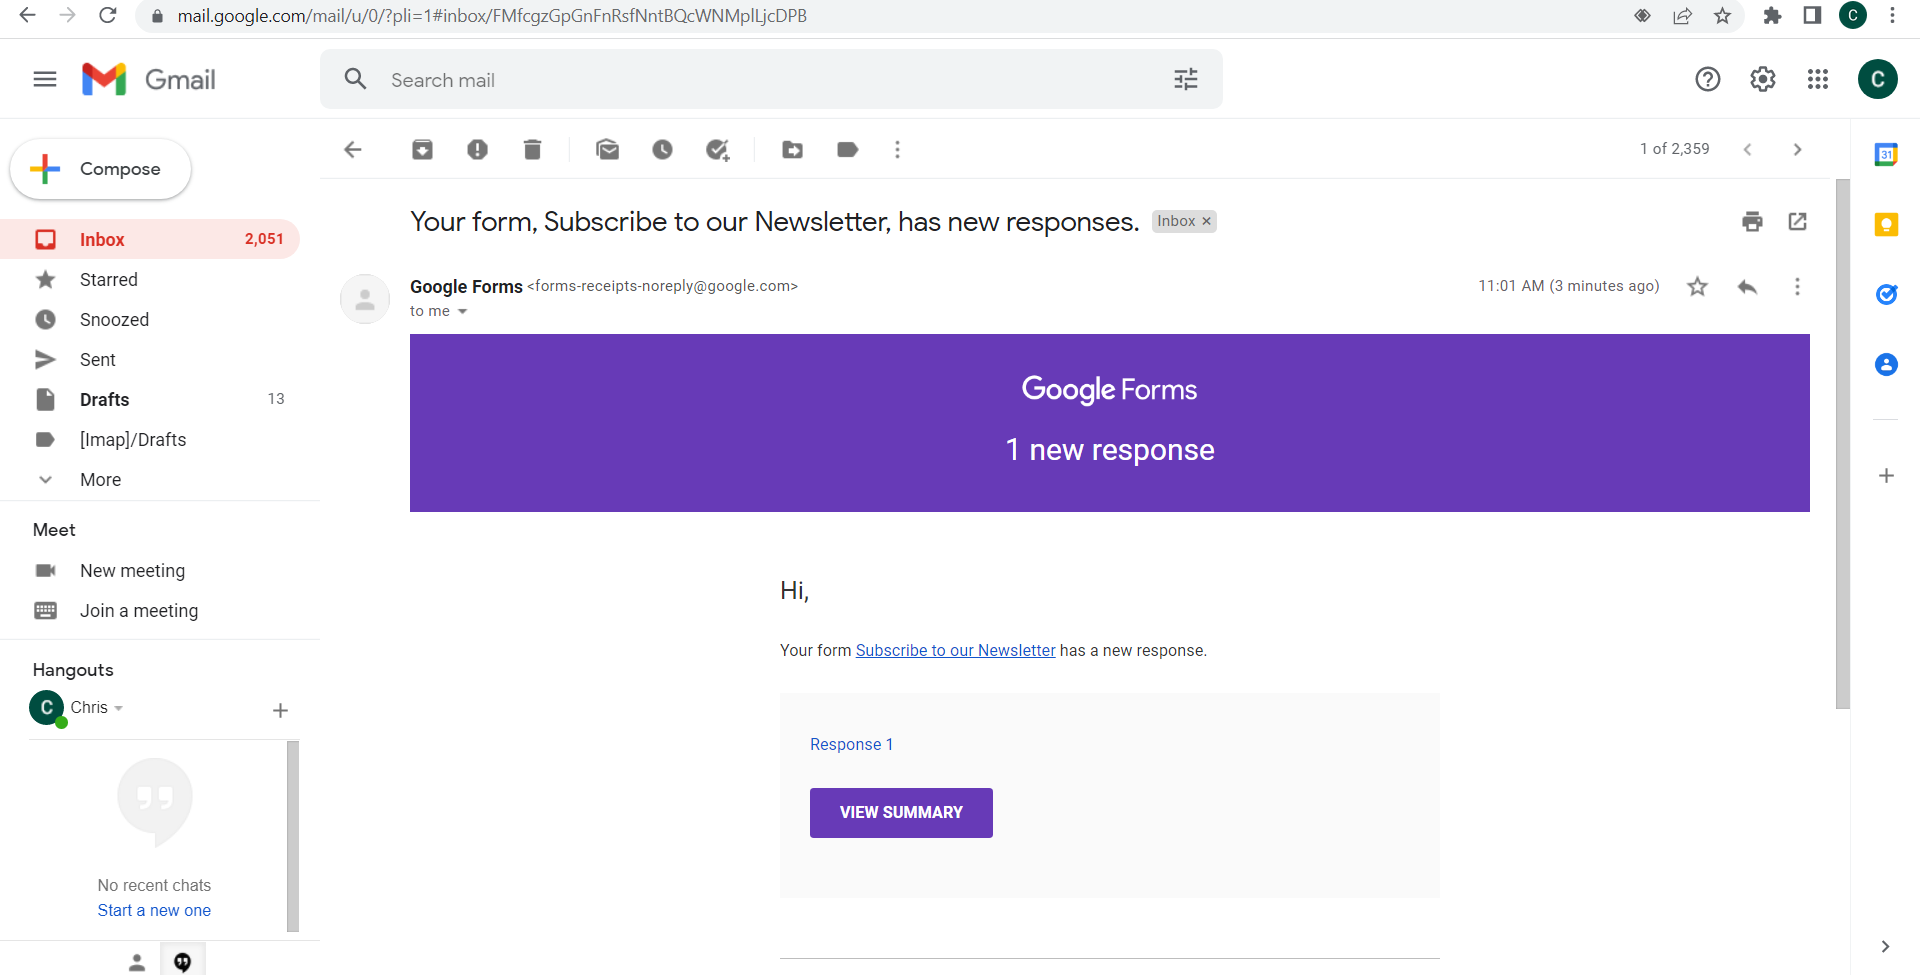 mail.google.com/mail/u/0/?pli=1#inbox/FMfcgzGpGnFnRsfNntBQcWNMplLjcDPB
C
Gmail
Search mail
C
Compose
1 of 2,359
31
Inbox 2,051
Starred
Snoozed
Sent
Drafts 13
[Imap]/Drafts
More
Meet
New meeting
Join a meeting
Hangouts
C Chris
No recent chats
Start a new one
Your form, Subscribe to our Newsletter, has new responses. Inbox ×
Google Forms <forms-receipts-noreply@google.com> 11:01 AM (3 minutes ago)
to me
Google Forms
1 new response
Hi,
Your form Subscribe to our Newsletter has a new response.
Response 1
VIEW SUMMARY